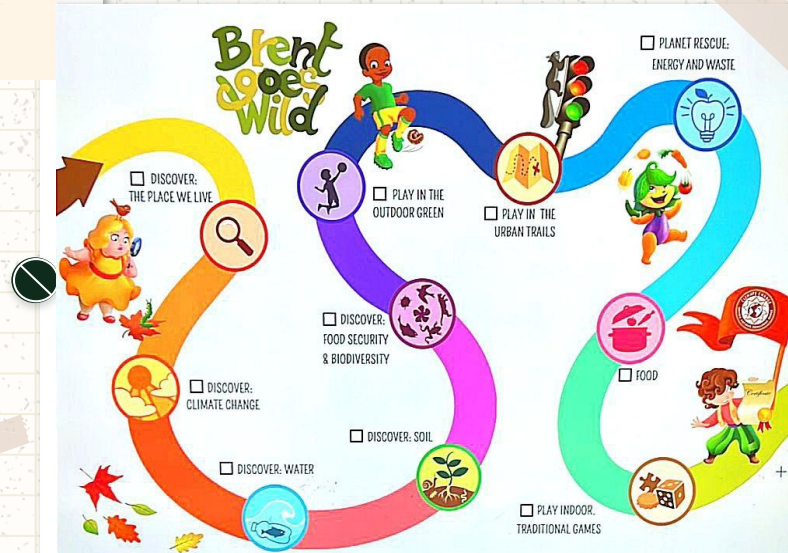 Brent
goes
Wild
PLANET RESCUE:
ENERGY AND WASTE
DISCOVER:
THE PLACE WE LIVE
PLAY IN THE
OUTDOOR GREEN
PLAY IN THE
URBAN TRAILS
DISCOVER:
FOOD SECURITY
& BIODIVERSITY
FOOD
DISCOVER:
CLIMATE CHANGE
DISCOVER: SOIL
DISCOVER: WATER
PLAY INDOOR,
TRADITIONAL GAMES